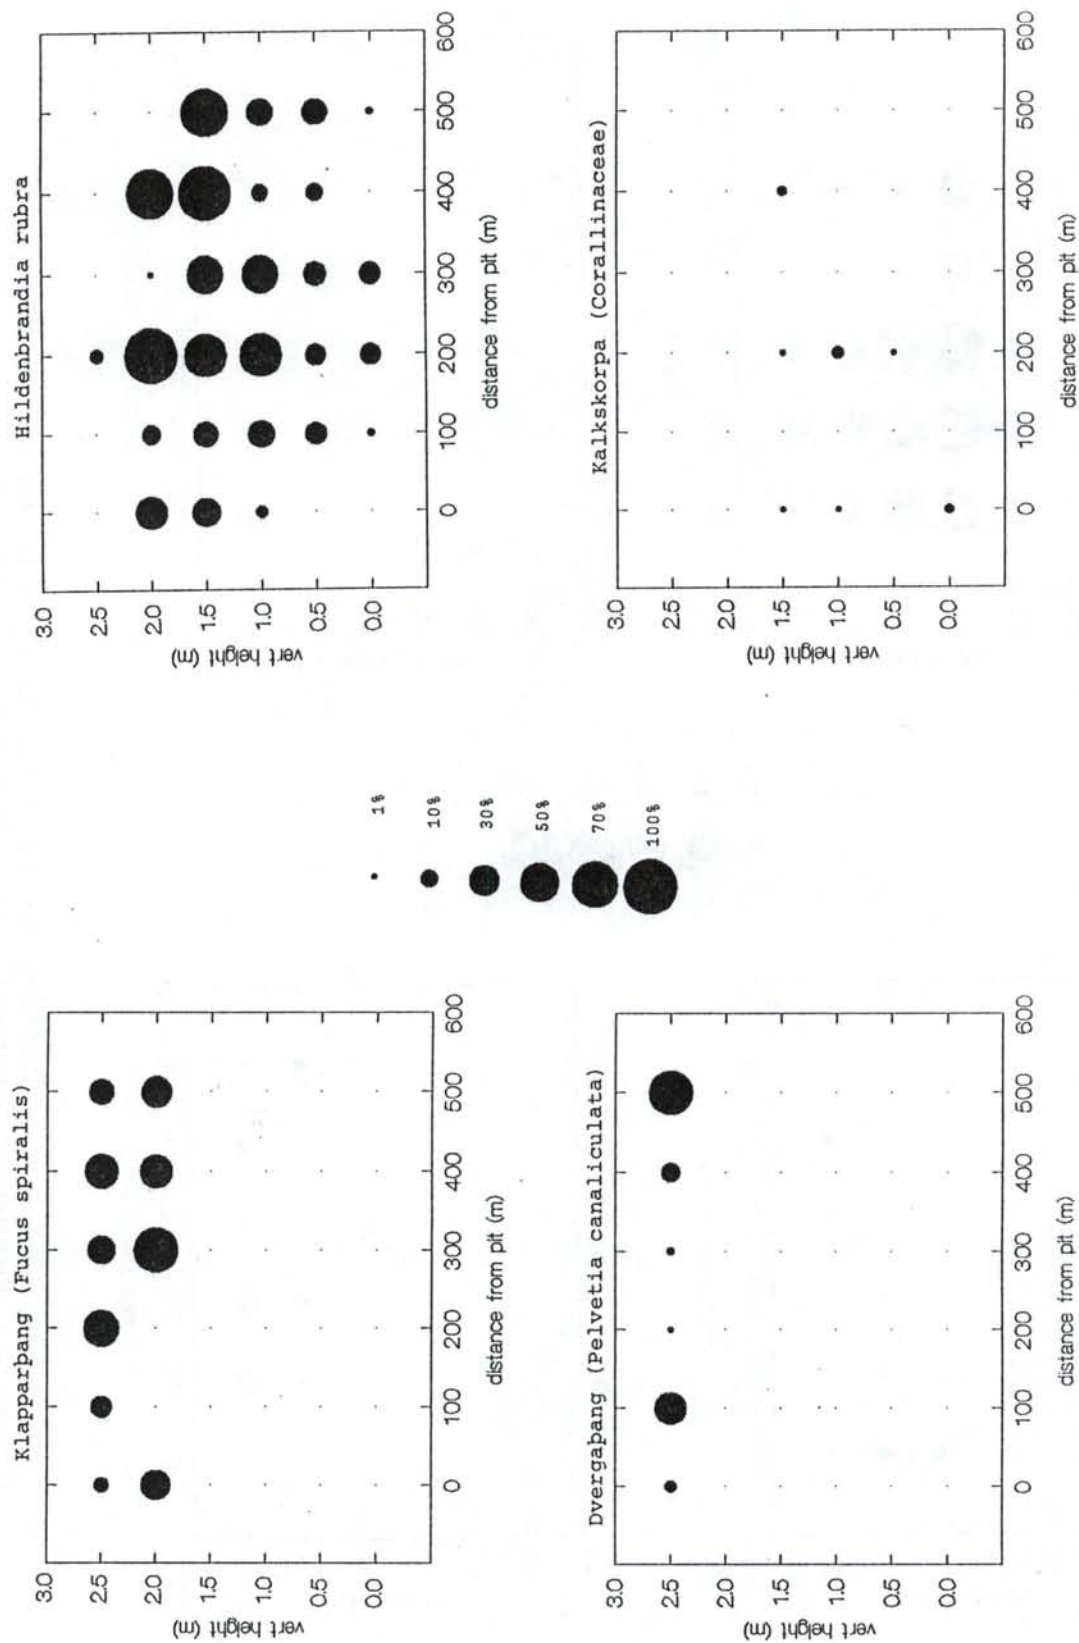 Klapparþang (Fucus spiralis)
3.0
2.5
2.0
1.5
1.0
0.5
0.0
vert height (m)
0 100 200 300 400 500 600
distance from pit (m)
Hildenbrandia rubra
3.0
2.5
2.0
1.5
1.0
0.5
0.0
vert height (m)
0 100 200 300 400 500 600
distance from pit (m)
1%
10%
30%
50%
70%
100%
Dvergaþang (Pelvetia canaliculata)
3.0
2.5
2.0
1.5
1.0
0.5
0.0
vert height (m)
0 100 200 300 400 500 600
distance from pit (m)
Kalkskorpa (Corallinaceae)
3.0
2.5
2.0
1.5
1.0
0.5
0.0
vert height (m)
0 100 200 300 400 500 600
distance from pit (m)